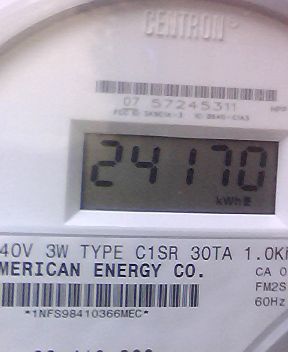 CENTRON
07 57245311
24170
kWh
40V 3W TYPE C1SR 30TA 1.0K
MERICAN ENERGY CO.
CA 0
FM2S
60Hz
*1NFS98410366MEC*